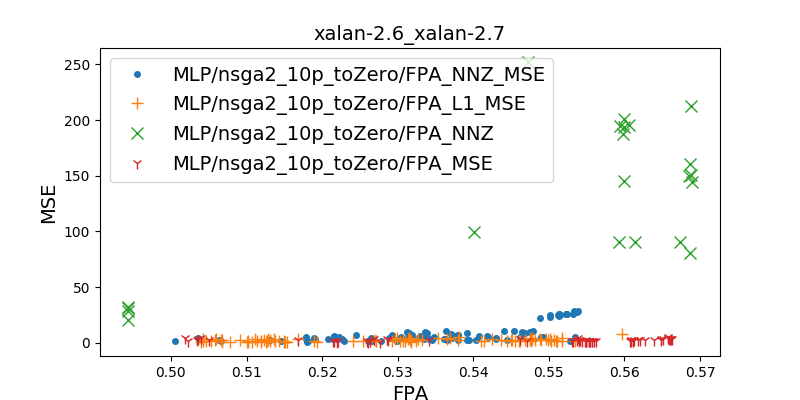 xalan-2.6_xalan-2.7
250
200
150
100
50
0
MSE
MLP/nsga2_10p_toZero/FPA_NNZ_MSE
MLP/nsga2_10p_toZero/FPA_L1_MSE
MLP/nsga2_10p_toZero/FPA_NNZ
MLP/nsga2_10p_toZero/FPA_MSE
0.50 0.51 0.52 0.53 0.54 0.55 0.56 0.57
FPA